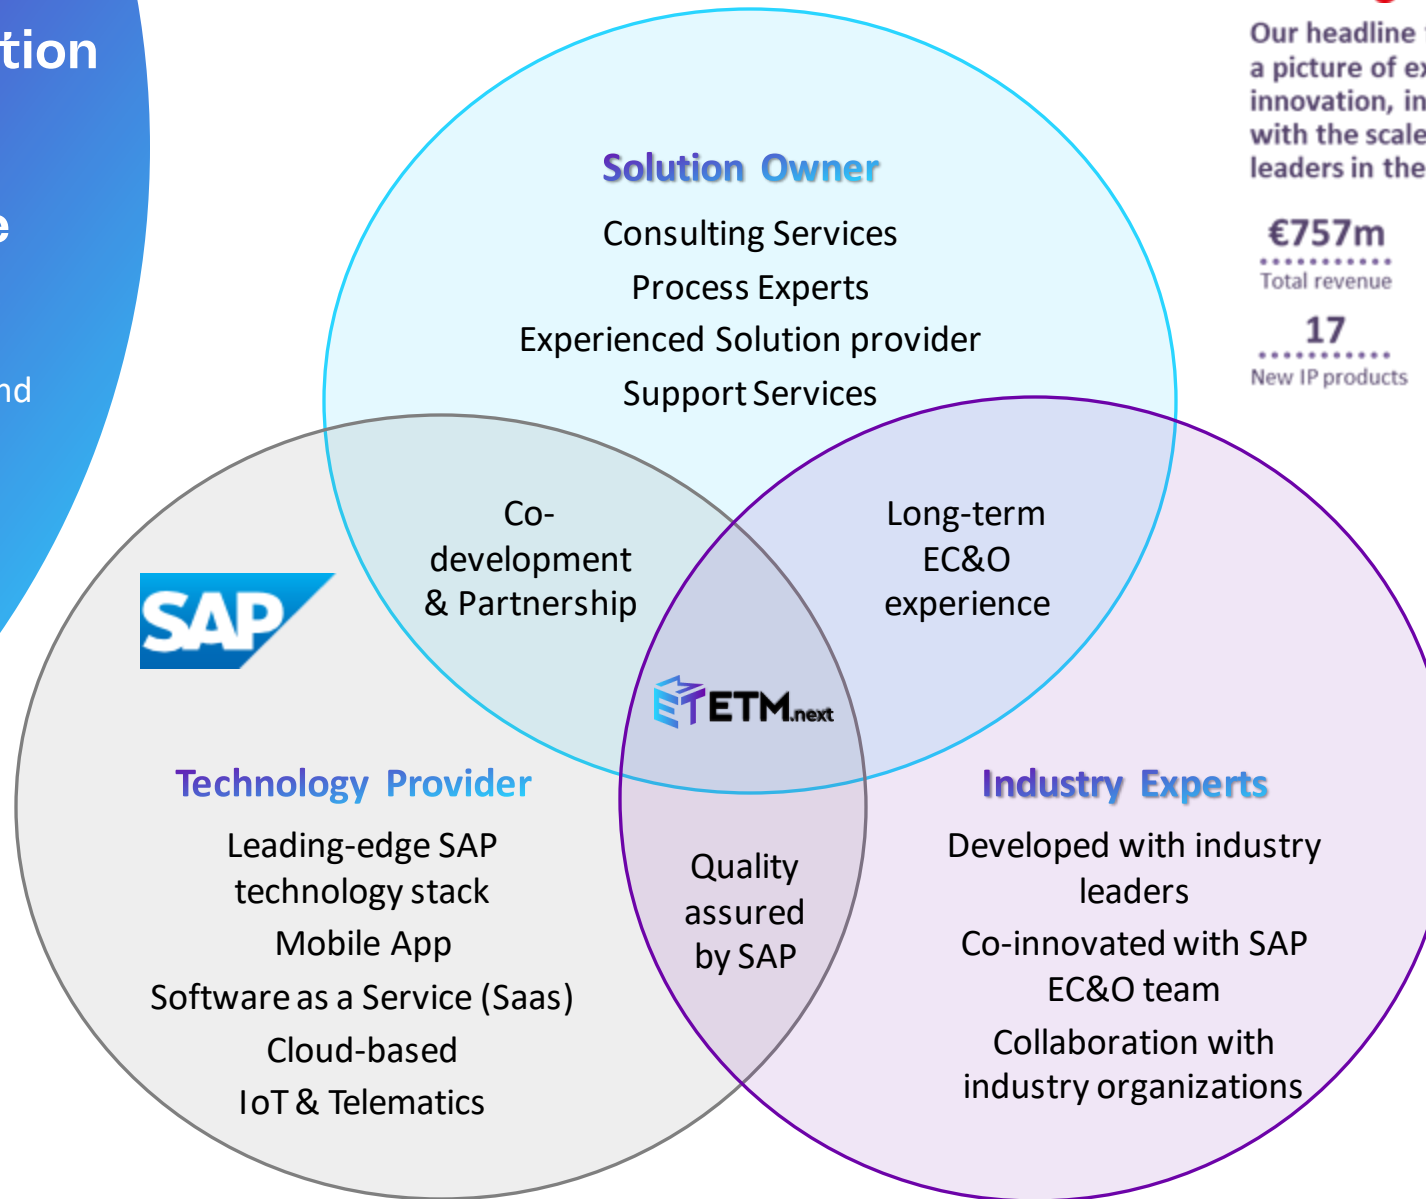 tion
e
nd
Our headline
a picture of ex
innovation, in
with the scale
leaders in the
€757m
Total revenue
17
New IP products
Solution Owner
Consulting Services
Process Experts
Experienced Solution provider
Support Services
Co-
development
& Partnership
Long-term
EC&O
experience
SAP
ETM.next
Technology Provider
Leading-edge SAP
technology stack
Mobile App
Software as a Service (Saas)
Cloud-based
IoT & Telematics
Quality
assured
by SAP
Industry Experts
Developed with industry
leaders
Co-innovated with SAP
EC&O team
Collaboration with
industry organizations